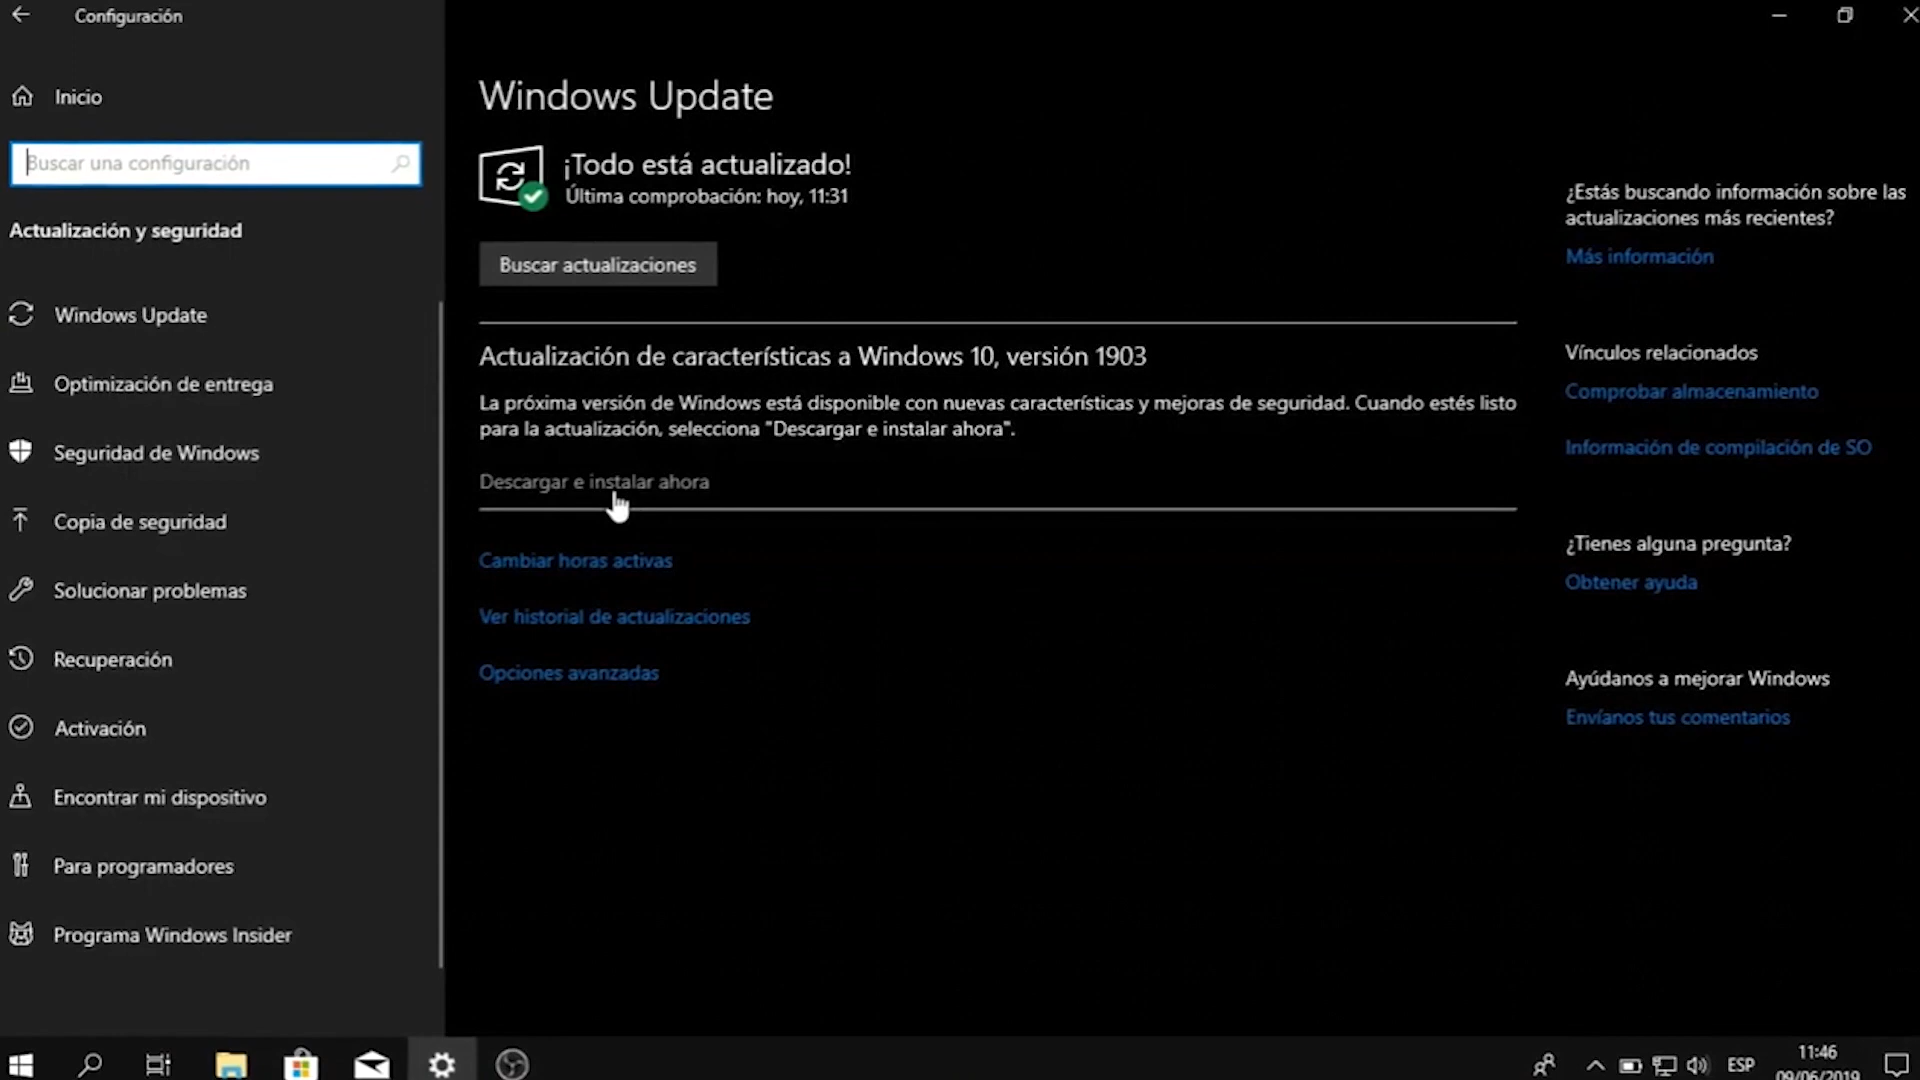 Configuración
Inicio
Buscar una configuración
Actualización y seguridad
Windows Update
Optimización de entrega
Seguridad de Windows
Copia de seguridad
Solucionar problemas
Recuperación
Activación
Encontrar mi dispositivo
Para programadores
Programa Windows Insider
Windows Update
¡Todo está actualizado!
Última comprobación: hoy, 11:31
Buscar actualizaciones
Actualización de características a Windows 10, versión 1903
La próxima versión de Windows está disponible con nuevas características y mejoras de seguridad. Cuando estés listo
para la actualización, selecciona "Descargar e instalar ahora".
Descargar e instalar ahora
Cambiar horas activas
Ver historial de actualizaciones
Opciones avanzadas
¿Estás buscando información sobre las
actualizaciones más recientes?
Más información
Vínculos relacionados
Comprobar almacenamiento
Información de compilación de SO
¿Tienes alguna pregunta?
Obtener ayuda
Ayúdanos a mejorar Windows
Envíanos tus comentarios
ESP
11:46
09/06/2019